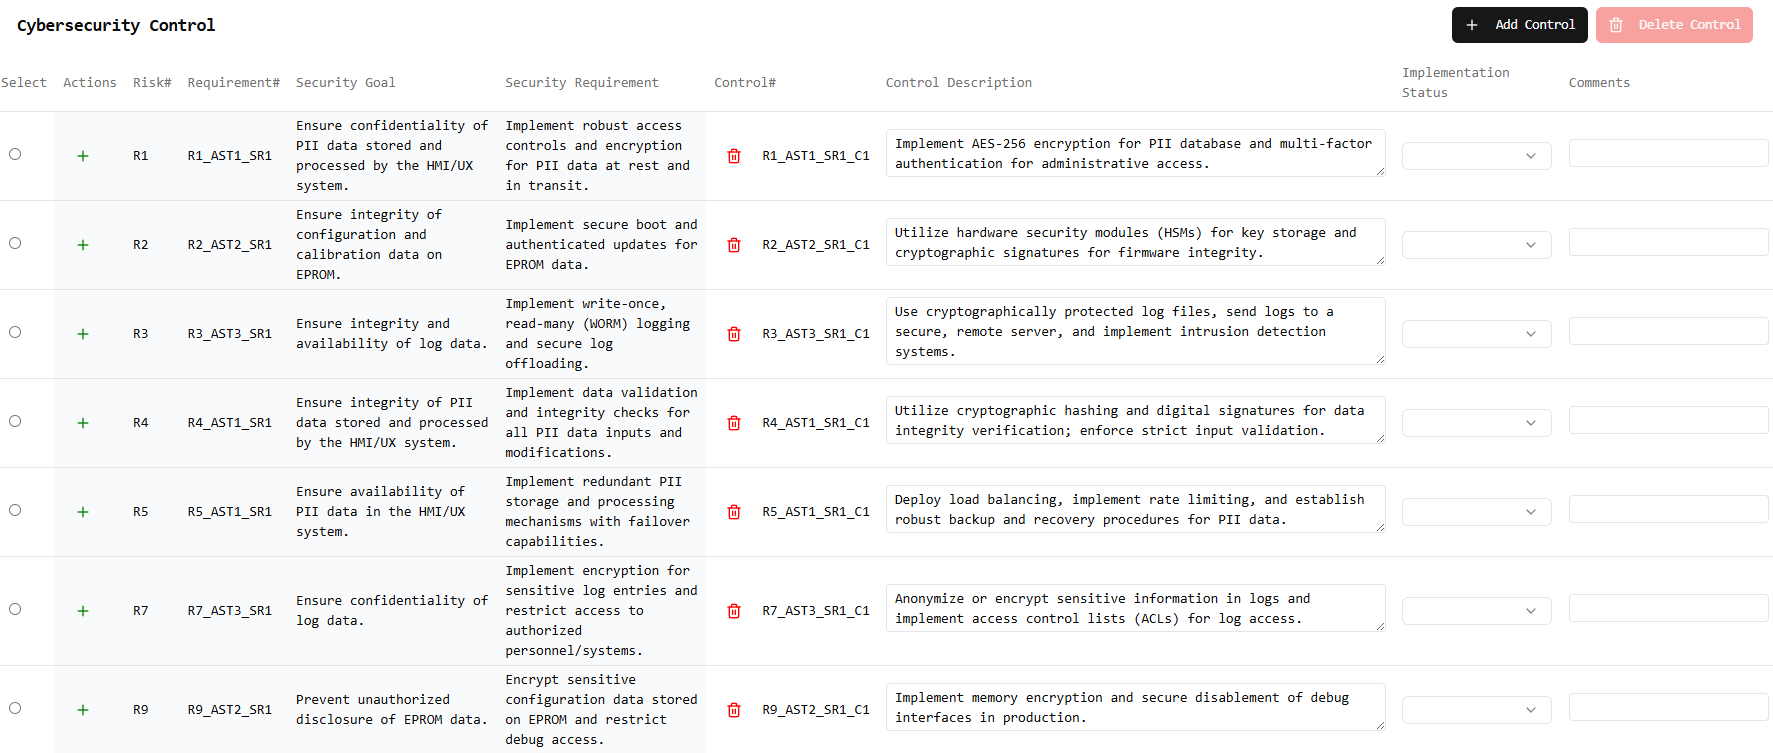 Cybersecurity Control
Add Control
Delete Control
Select
Actions
Risk#
Requirement#
Security Goal
Security Requirement
Control#
Control Description
Implementation
Status
Comments
R1
R1_AST1_SR1
Ensure confidentiality of
PII data stored and
processed by the HMI/UX
system.
Implement robust access
controls and encryption
for PII data at rest and
in transit.
R1_AST1_SR1_C1
Implement AES-256 encryption for PII database and multi-factor
authentication for administrative access.
R2
R2_AST2_SR1
Ensure integrity of
configuration and
calibration data on
EPROM.
Implement secure boot and
authenticated updates for
EPROM data.
R2_AST2_SR1_C1
Utilize hardware security modules (HSMs) for key storage and
cryptographic signatures for firmware integrity.
R3
R3_AST3_SR1
Ensure integrity and
availability of log data.
Implement write-once,
read-many (WORM) logging
and secure log
offloading.
R3_AST3_SR1_C1
Use cryptographically protected log files, send logs to a
secure, remote server, and implement intrusion detection
systems.
R4
R4_AST1_SR1
Ensure integrity of PII
data stored and processed
by the HMI/UX system.
Implement data validation
and integrity checks for
all PII data inputs and
modifications.
R4_AST1_SR1_C1
Utilize cryptographic hashing and digital signatures for data
integrity verification; enforce strict input validation.
R5
R5_AST1_SR1
Ensure availability of
PII data in the HMI/UX
system.
Implement redundant PII
storage and processing
mechanisms with failover
capabilities.
R5_AST1_SR1_C1
Deploy load balancing, implement rate limiting, and establish
robust backup and recovery procedures for PII data.
R7
R7_AST3_SR1
Ensure confidentiality of
log data.
Implement encryption for
sensitive log entries and
restrict access to
authorized
personnel/systems.
R7_AST3_SR1_C1
Anonymize or encrypt sensitive information in logs and
implement access control lists (ACLs) for log access.
R9
R9_AST2_SR1
Prevent unauthorized
disclosure of EPROM data.
Encrypt sensitive
configuration data stored
on EPROM and restrict
debug access.
R9_AST2_SR1_C1
Implement memory encryption and secure disablement of debug
interfaces in production.